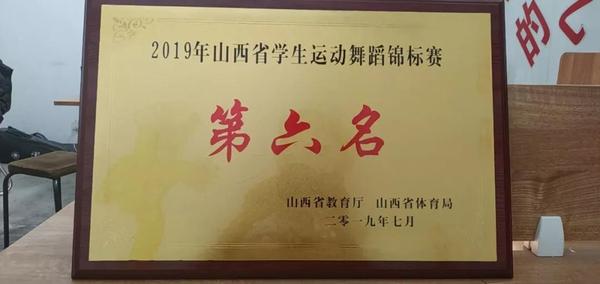 2019年山西省学生运动舞蹈锦标赛
第六名
山西省教育厅 山西省体育局
二零一九年七月
的